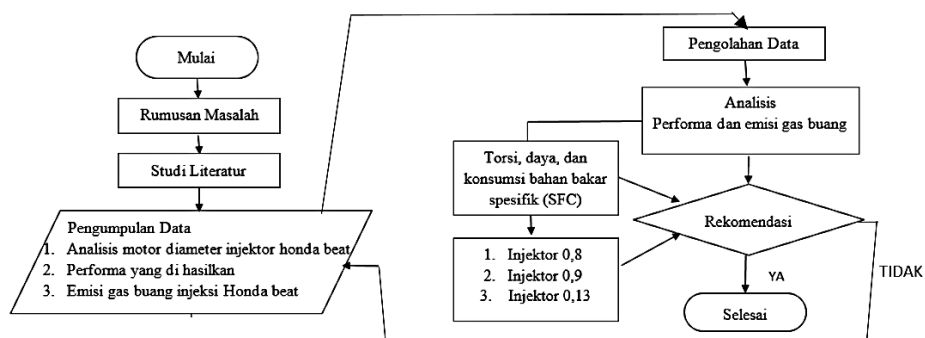 Mulai
Rumusan Masalah
Studi Literatur
Pengumpulan Data
1. Analisis motor diameter injektor honda beat
2. Performa yang di hasilkan
3. Emisi gas buang injeksi Honda beat
Pengolahan Data
Analisis
Performa dan emisi gas buang
Torsi, daya, dan
konsumsi bahan bakar
spesifik (SFC)
1. Injektor 0,8
2. Injektor 0,9
3. Injektor 0,13
Rekomendasi
YA
TIDAK
Selesai